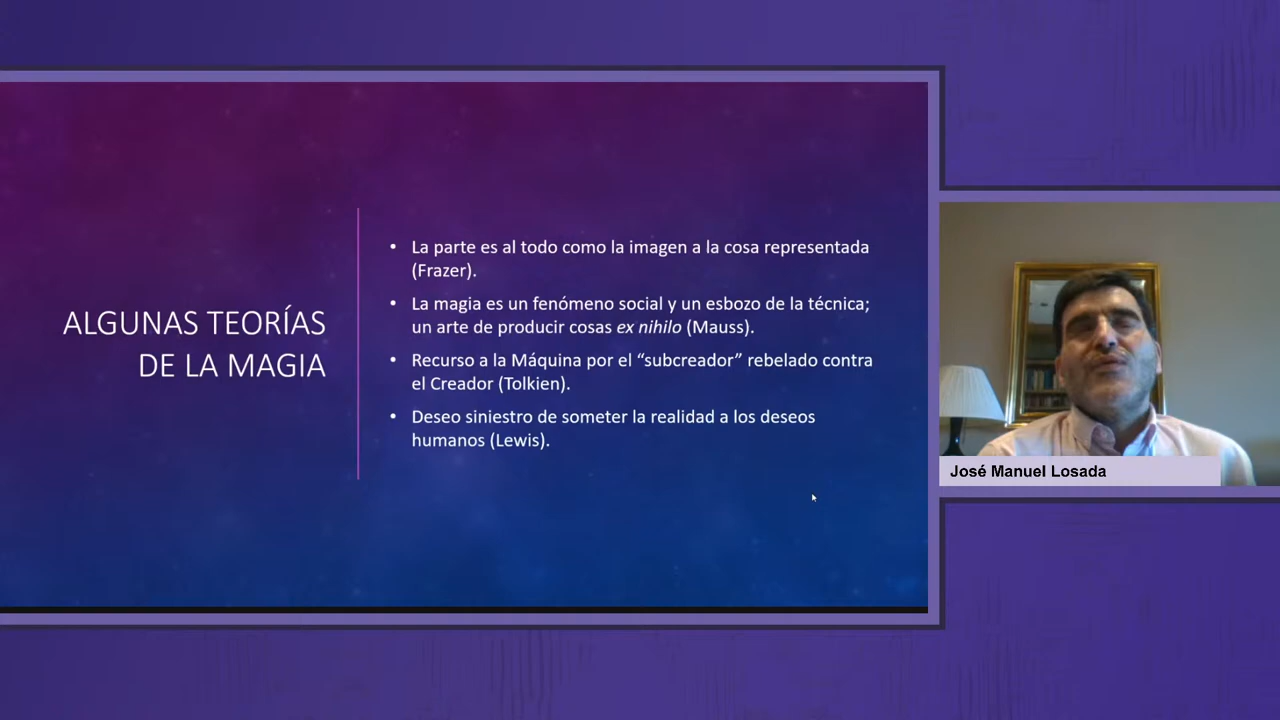 ALGUNAS TEORÍAS
DE LA MAGIA
• La parte es al todo como la imagen a la cosa representada
(Frazer).
• La magia es un fenómeno social y un esbozo de la técnica;
un arte de producir cosas ex nihilo (Mauss).
• Recurso a la Máquina por el “subcreador” rebelado contra
el Creador (Tolkien).
• Deseo siniestro de someter la realidad a los deseos
humanos (Lewis).
José Manuel Losada